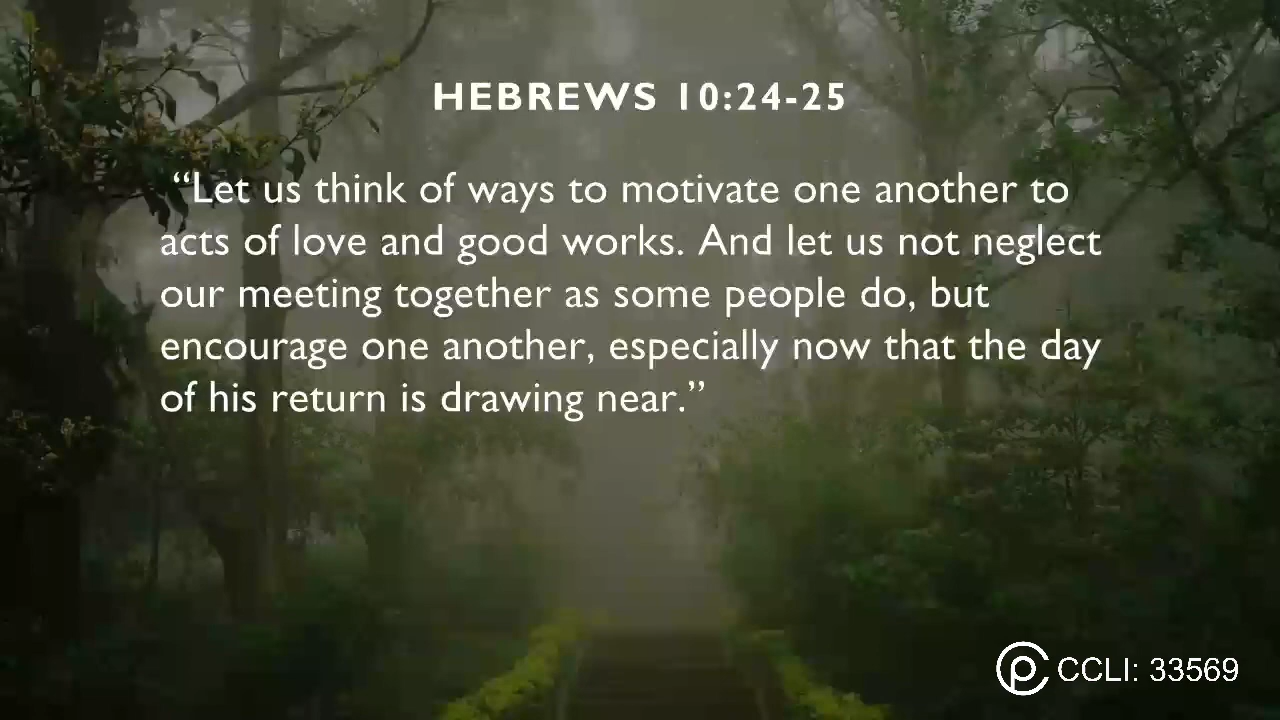 HEBREWS 10:24-25
“Let us think of ways to motivate one another to
acts of love and good works. And let us not neglect
our meeting together as some people do, but
encourage one another, especially now that the day
of his return is drawing near.”
CCLI: 33569